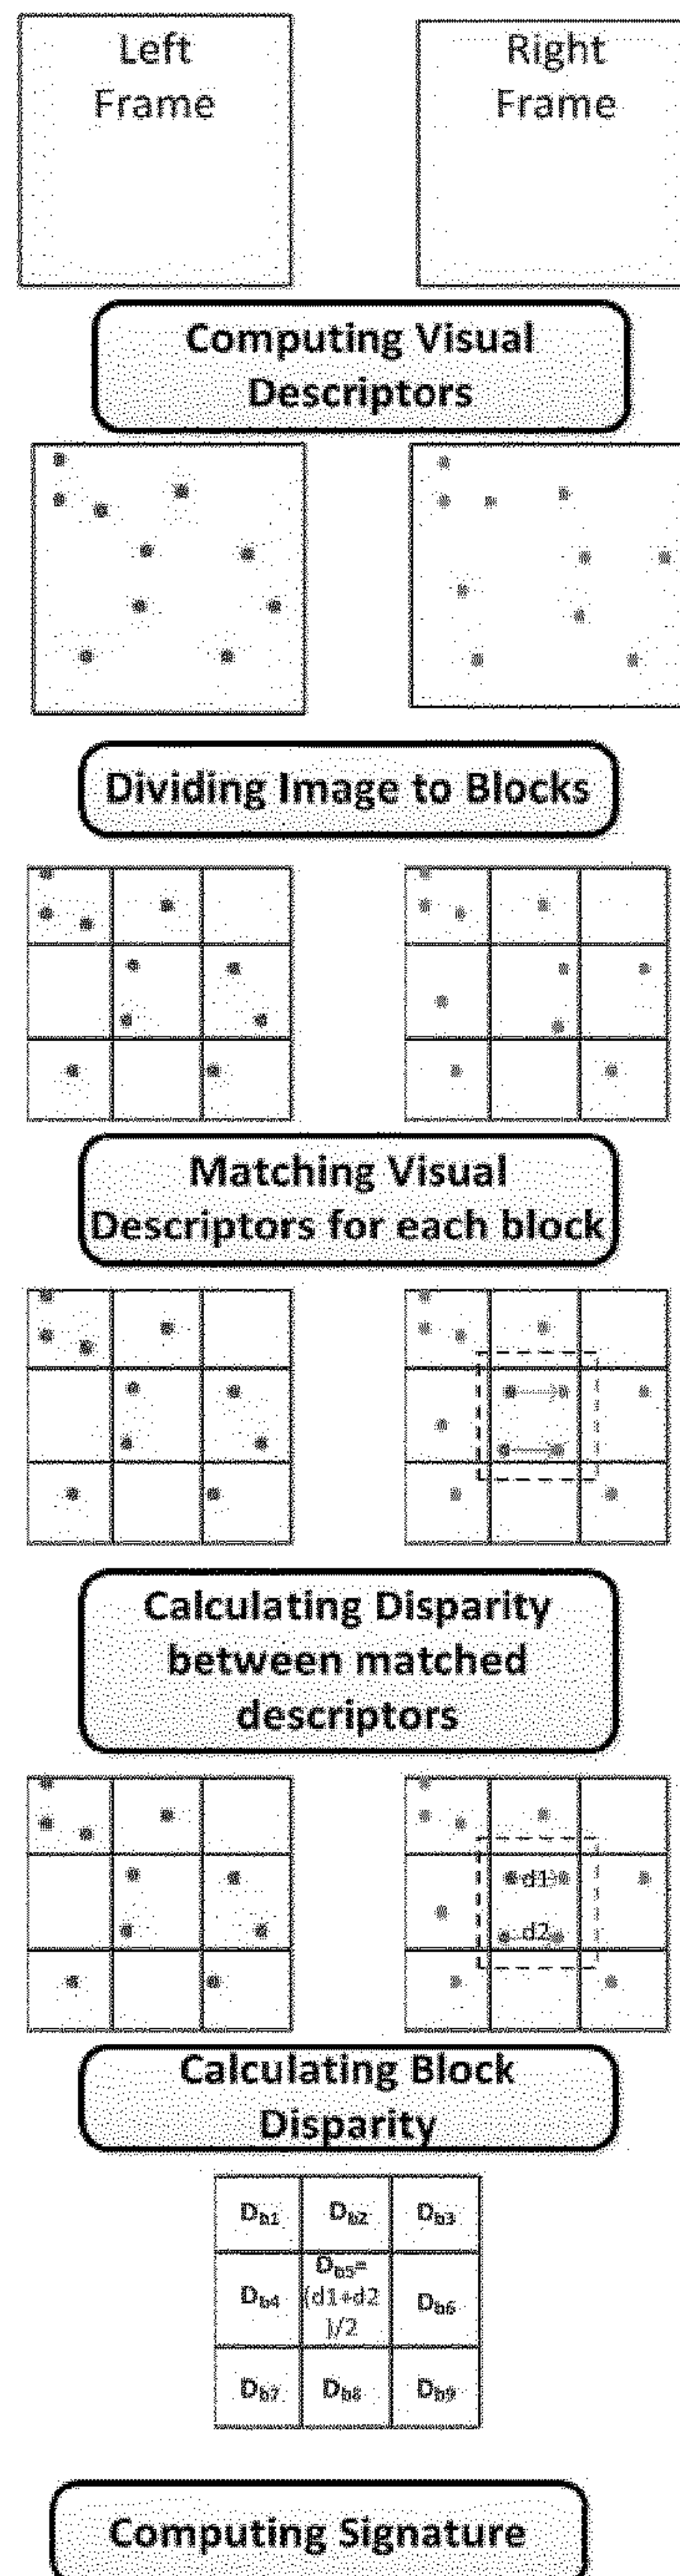 Left
Frame
Right
Frame
Computing Visual
Descriptors
Dividing Image to Blocks
Matching Visual
Descriptors for each block
Calculating Disparity
between matched
descriptors
d1
d2
Calculating Block
Disparity
Db1 Db2 Db3
Db4 Db5=
(d1+d2
)/2 Db6
Db7 Db8 Db9
Computing Signature